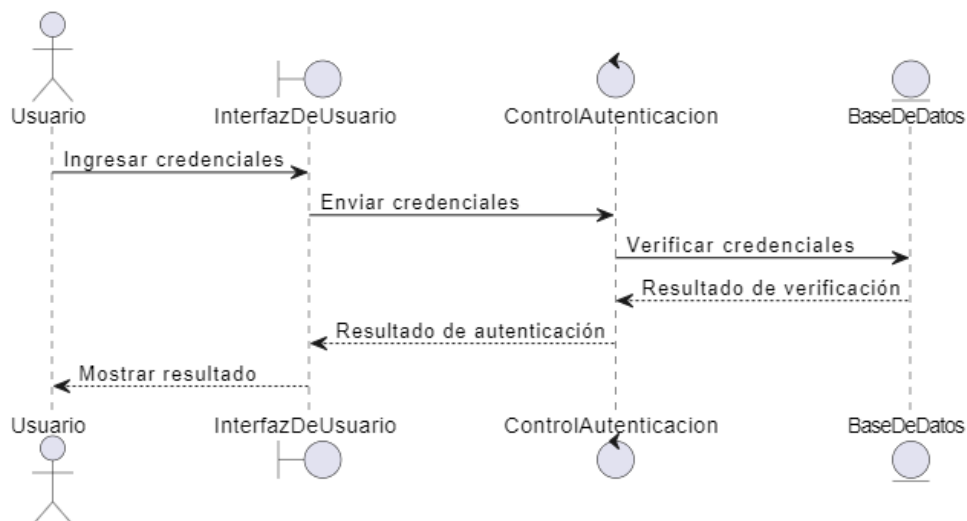 Usuario InterfazDeUsuario ControlAutenticacion BaseDeDatos
Ingresar credenciales
Enviar credenciales
Verificar credenciales
Resultado de verificación
Resultado de autenticación
Mostrar resultado
Usuario InterfazDeUsuario ControlAutenticacion BaseDeDatos